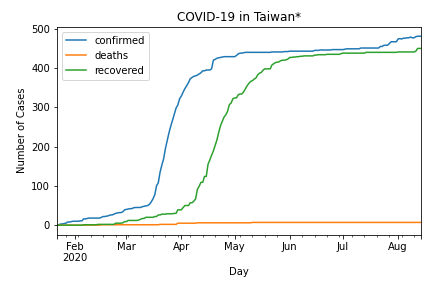 COVID-19 in Taiwan*
confirmed
deaths
recovered
Number of Cases
500
400
300
200
100
0
Feb
2020
Mar
Apr
May
Jun
Jul
Aug
Day